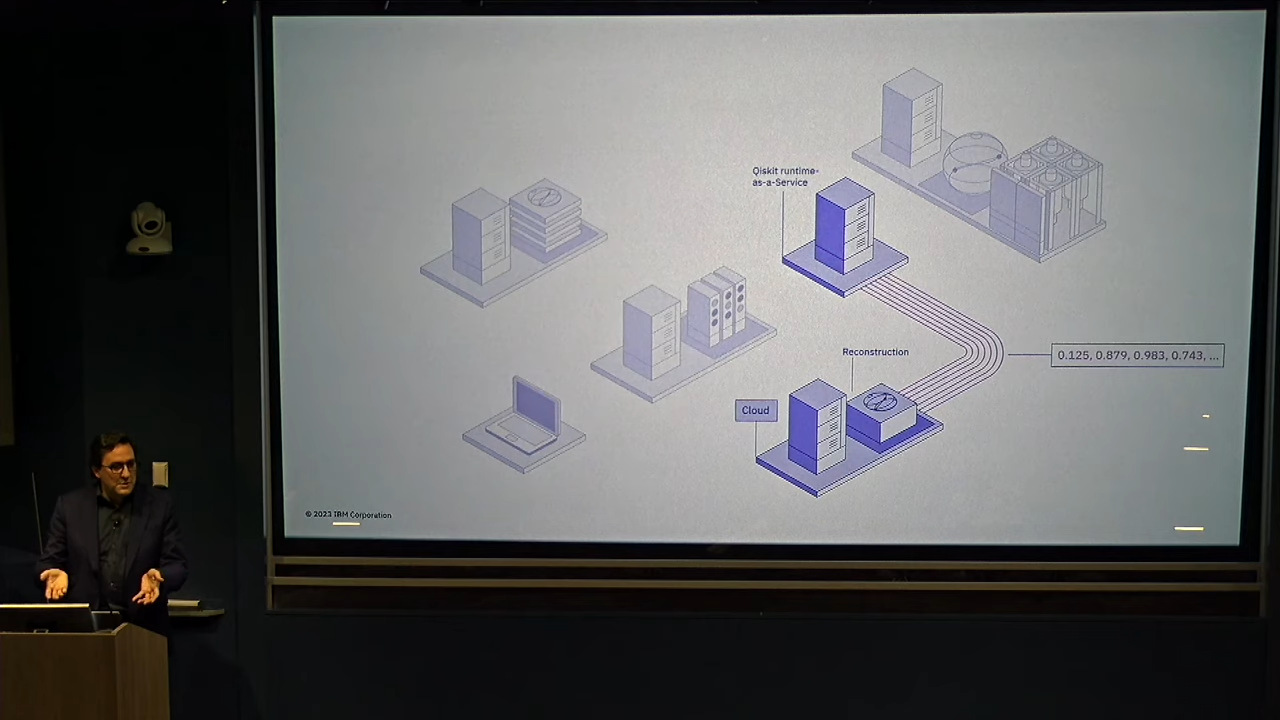 Qiskit runtime-
as-a-Service
Reconstruction
0.125, 0.879, 0.983, 0.743, ...
Cloud
© 2023 IBM Corporation